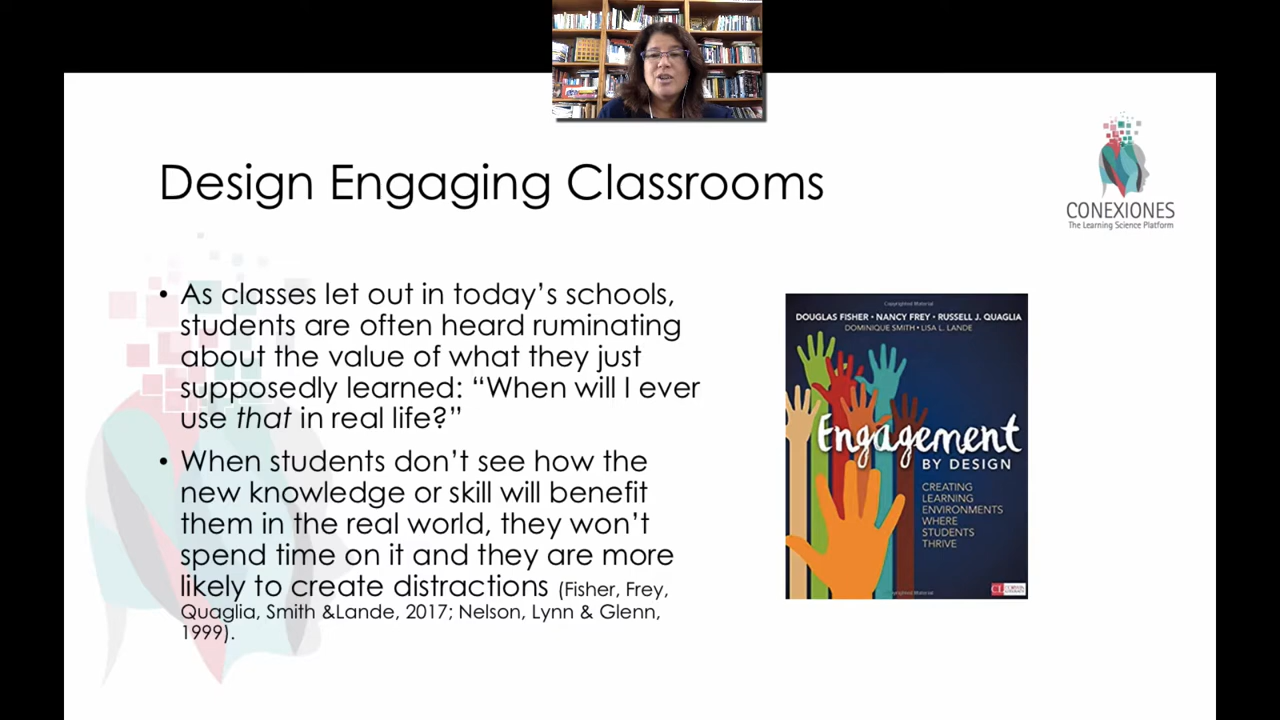 Design Engaging Classrooms
CONEXIONES
The Learning Science Platform
• As classes let out in today’s schools,
students are often heard ruminating
about the value of what they just
supposedly learned: “When will I ever
use that in real life?”
• When students don’t see how the
new knowledge or skill will benefit
them in the real world, they won’t
spend time on it and they are more
likely to create distractions (Fisher, Frey,
Quaglia, Smith &Lande, 2017; Nelson, Lynn & Glenn,
1999).
Copyrighted Material
DOUGLAS FISHER • NANCY FREY • RUSSELL J. QUAGLIA
DOMINIQUE SMITH • LISA L. LANDE
Engagement
BY DESIGN
CREATING
LEARNING
ENVIRONMENTS
WHERE
STUDENTS
THRIVE
Copyrighted Material